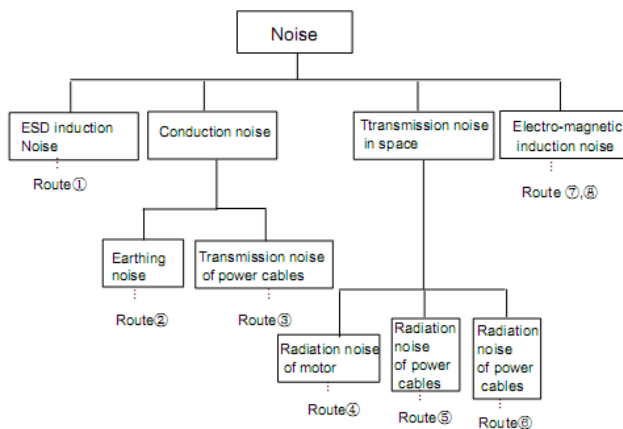 Noise
ESD induction
Noise
Conduction noise
Ttransmission noise
in space
Electro-magnetic
induction noise
Route①
Route ⑦,⑧
Earthing
noise
Transmission noise
of power cables
Route②
Route③
Radiation noise
of motor
Radiation
noise
of power
cables
Radiation
noise
of power
cables
Route④
Route⑤
Route⑥